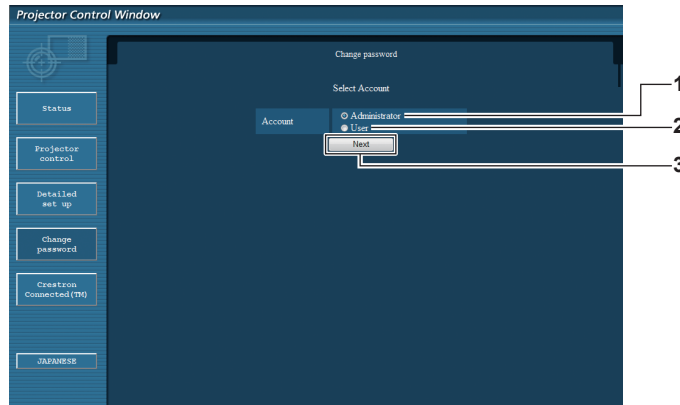 Projector Control Window
Change password
Select Account
Account
Administrator
User
Next
1
2
3
Status
Projector
control
Detailed
set up
Change
password
Crestron
Connected(TM)
JAPANESE